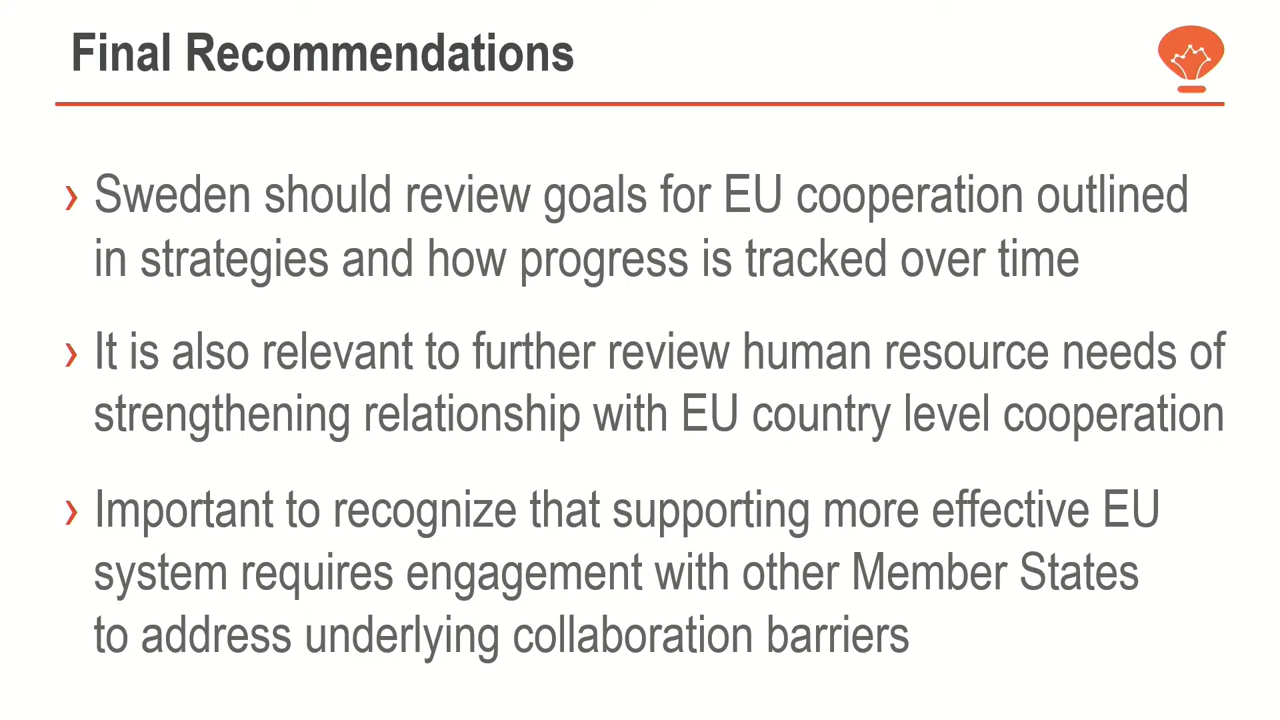 Final Recommendations
› Sweden should review goals for EU cooperation outlined
in strategies and how progress is tracked over time
› It is also relevant to further review human resource needs of
strengthening relationship with EU country level cooperation
› Important to recognize that supporting more effective EU
system requires engagement with other Member States
to address underlying collaboration barriers